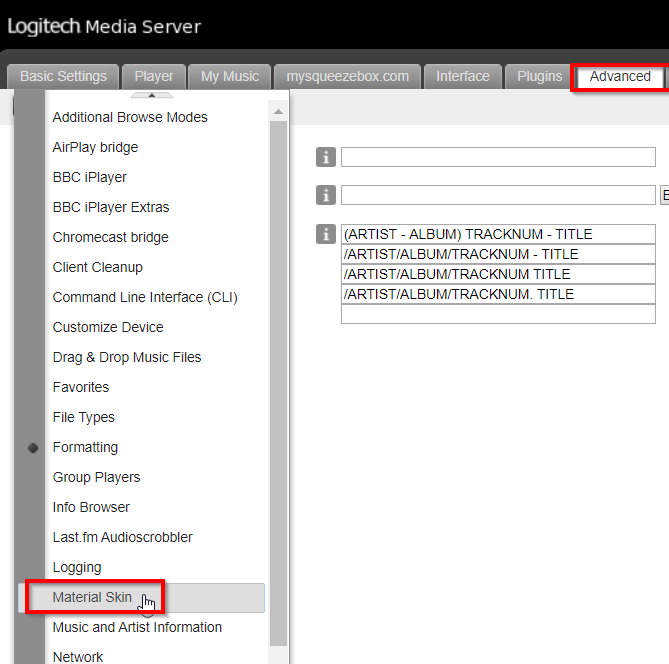 Logitech Media Server
Basic Settings Player My Music mysqueezebox.com Interface Plugins Advanced
Additional Browse Modes
AirPlay bridge
BBC iPlayer
BBC iPlayer Extras
Chromecast bridge
Client Cleanup
Command Line Interface (CLI)
Customize Device
Drag & Drop Music Files
Favorites
File Types
Formatting
Group Players
Info Browser
Last.fm Audioscrobbler
Logging
Material Skin
Music and Artist Information
Network
(ARTIST - ALBUM) TRACKNUM - TITLE
/ARTIST/ALBUM/TRACKNUM - TITLE
/ARTIST/ALBUM/TRACKNUM TITLE
/ARTIST/ALBUM/TRACKNUM. TITLE